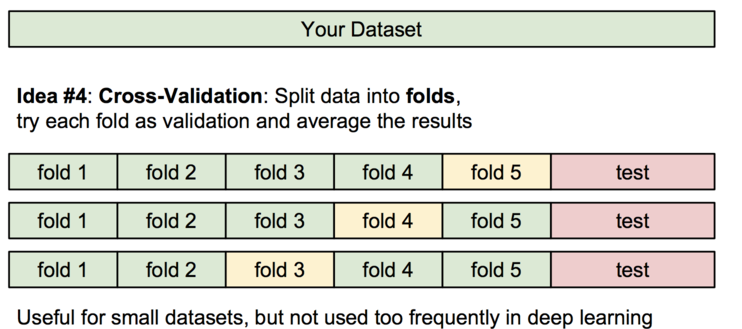 Your Dataset
Idea #4: Cross-Validation: Split data into folds,
try each fold as validation and average the results
fold 1 fold 2 fold 3 fold 4 fold 5 test
fold 1 fold 2 fold 3 fold 4 fold 5 test
fold 1 fold 2 fold 3 fold 4 fold 5 test
Useful for small datasets, but not used too frequently in deep learning